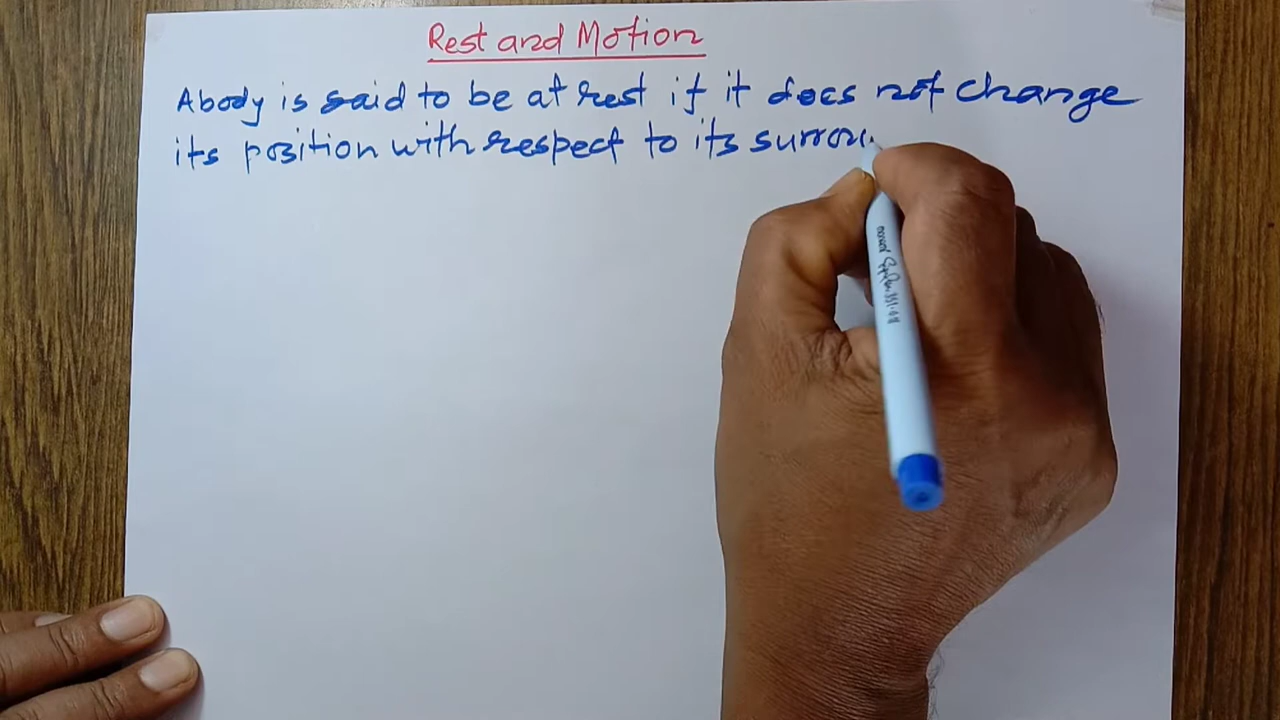 Rest and Motion
A body is said to be at rest if it does not change
its position with respect to its surrou